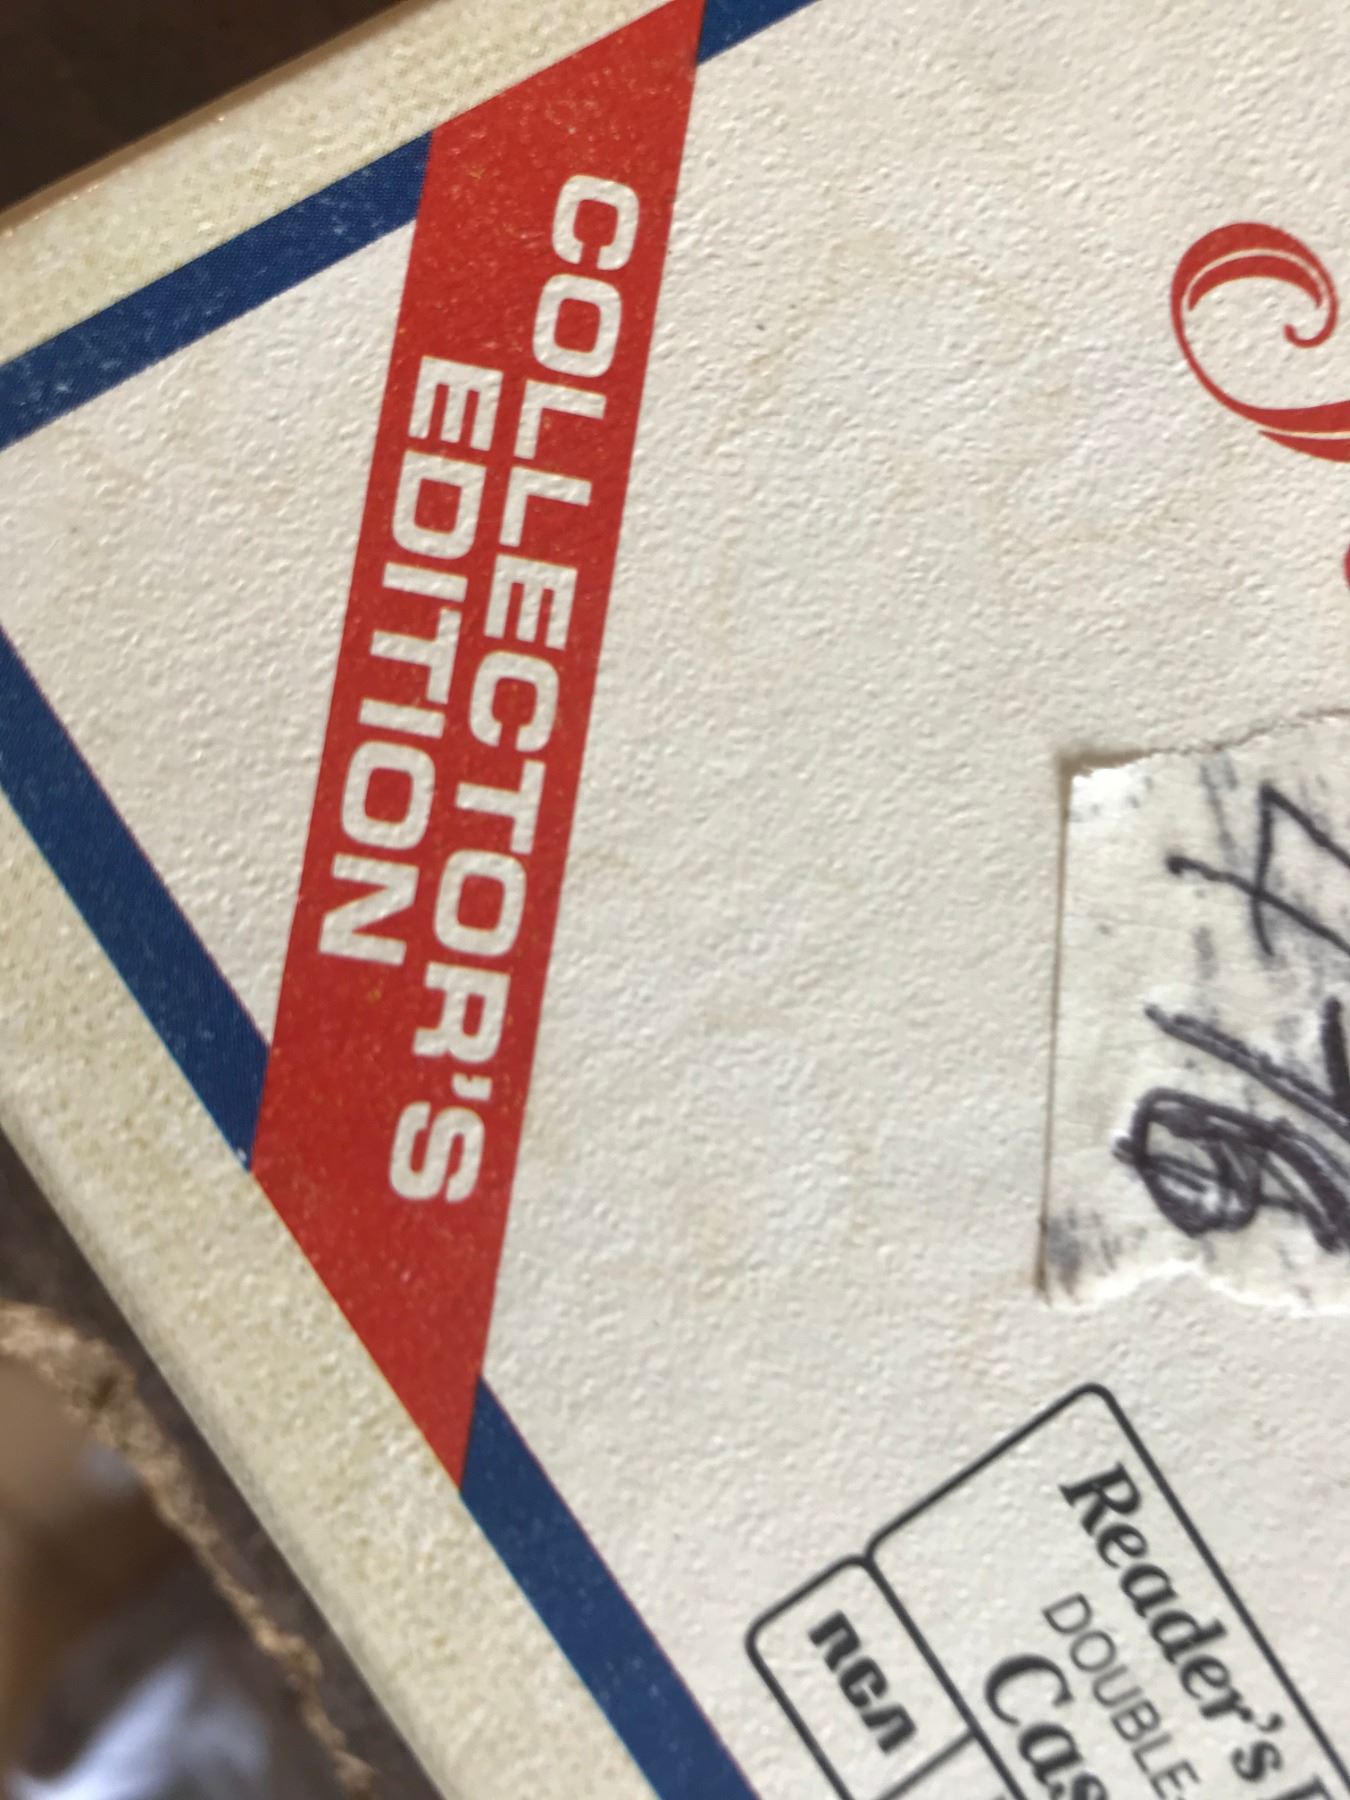 COLLECTOR'S
EDITION
Reader's
DOUBLE-
Cas
RCA